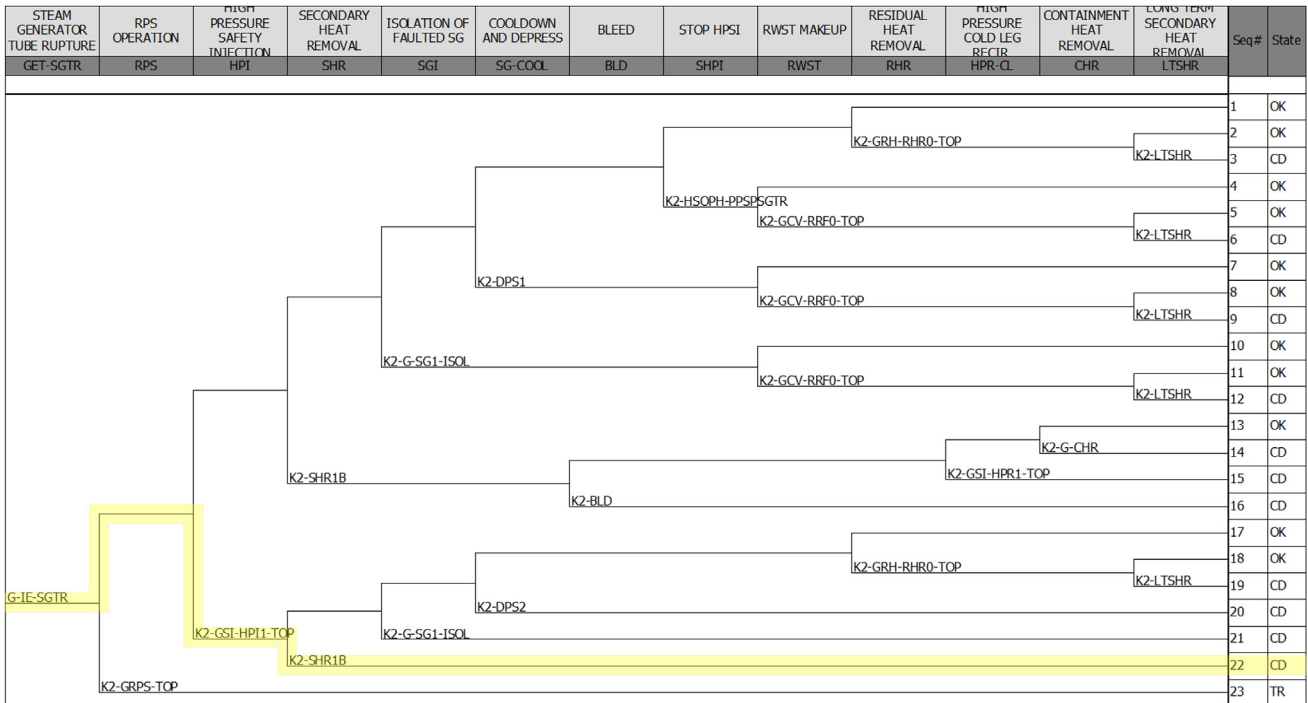 STEAM GENERATOR TUBE RUPTURE
RPS OPERATION
HIGH PRESSURE SAFETY INJECTION
SECONDARY HEAT REMOVAL
ISOLATION OF FAULTED SG
COOLDOWN AND DEPRESS
BLEED
STOP HPSI
RWST MAKEUP
RESIDUAL HEAT REMOVAL
HIGH PRESSURE COLD LEG RECIR
CONTAINMENT HEAT REMOVAL
LONG TERM SECONDARY HEAT REMOVAL
Seq# State
GET-SGTR RPS HPI SHR SGI SG-COOL BLD SHPI RWST RHR HPR-CL CHR LTSHR
1 OK
2 OK
K2-GRH-RHR0-TOP
K2-LTSHR
3 CD
4 OK
K2-HSOPH-PPSPSGTR
5 OK
K2-GCV-RRF0-TOP
K2-LTSHR
6 CD
7 OK
K2-DPS1
8 OK
K2-GCV-RRF0-TOP
K2-LTSHR
9 CD
10 OK
K2-G-SG1-ISOL
11 OK
K2-GCV-RRF0-TOP
K2-LTSHR
12 CD
13 OK
K2-G-CHR
14 CD
K2-SHR1B
K2-GSI-HPR1-TOP
15 CD
K2-BLD
16 CD
17 OK
18 OK
K2-GRH-RHR0-TOP
K2-LTSHR
19 CD
G-IE-SGTR
K2-DPS2
20 CD
K2-GSI-HPI1-TOP
K2-G-SG1-ISOL
21 CD
K2-SHR1B
22 CD
K2-GRPS-TOP
23 TR